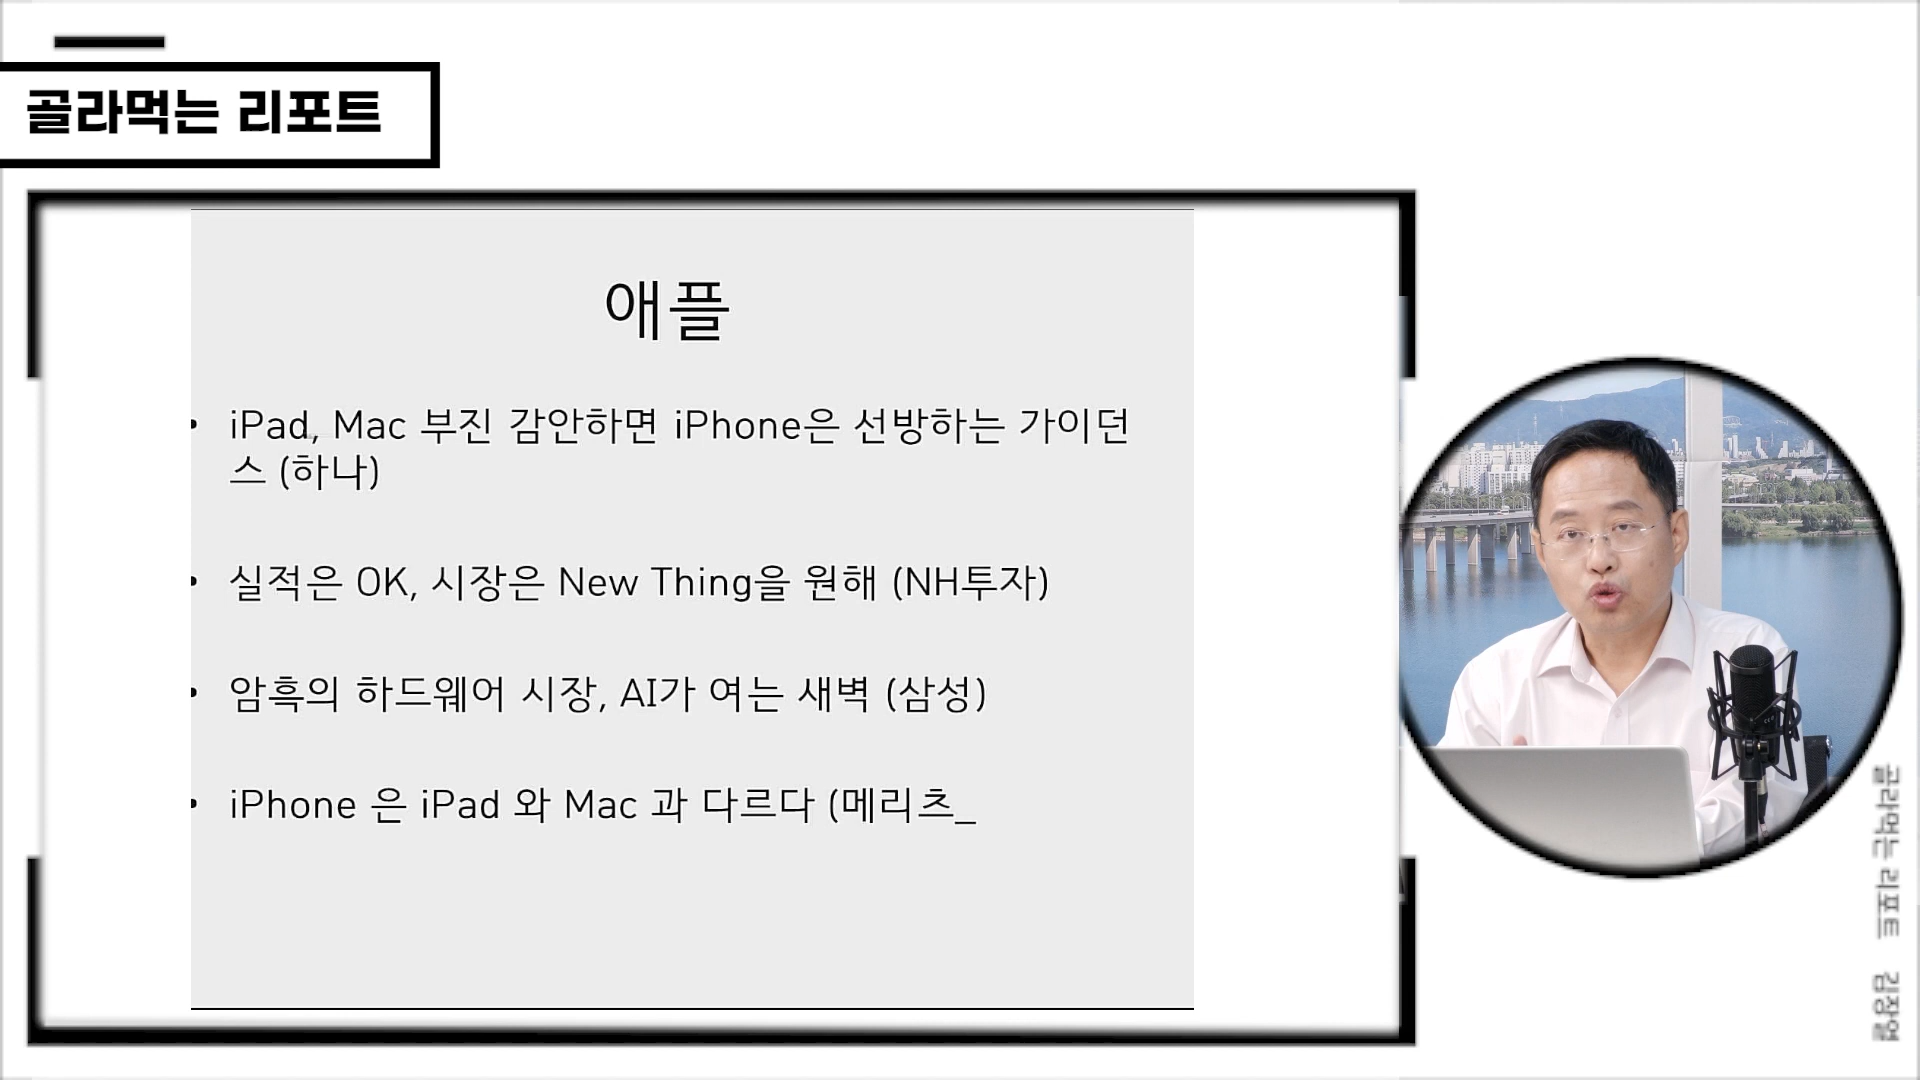 골라먹는 리포트
애플
• iPad, Mac 부진 감안하면 iPhone은 선방하는 가이던
스 (하나)
• 실적은 OK, 시장은 New Thing을 원해 (NH투자)
• 암흑의 하드웨어 시장, AI가 여는 새벽 (삼성)
• iPhone 은 iPad 와 Mac 과 다르다 (메리츠_
골라먹는 리포트 김장열